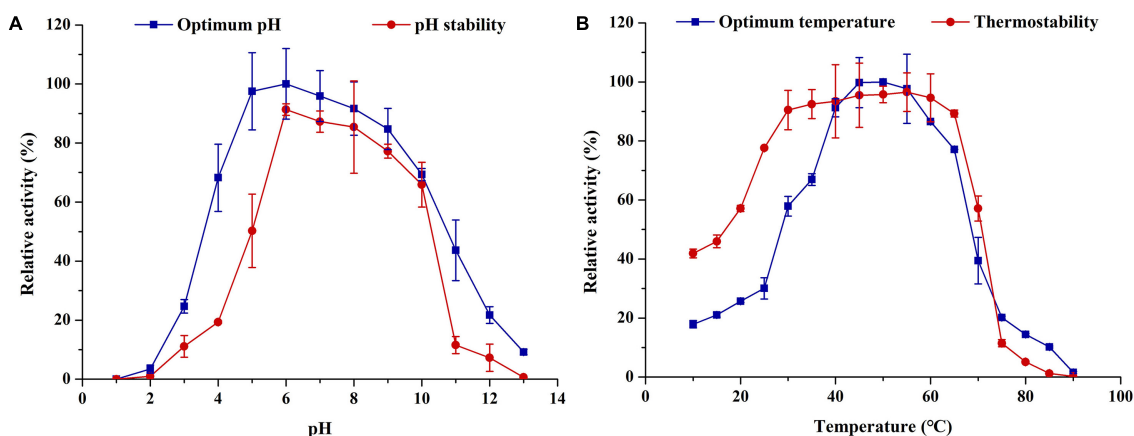 A
Optimum pH
pH stability
Relative activity (%)
120
100
80
60
40
20
0
0
2
4
6
8
10
12
14
pH
B
Optimum temperature
Thermostability
Relative activity (%)
120
100
80
60
40
20
0
0
20
40
60
80
100
Temperature (℃)